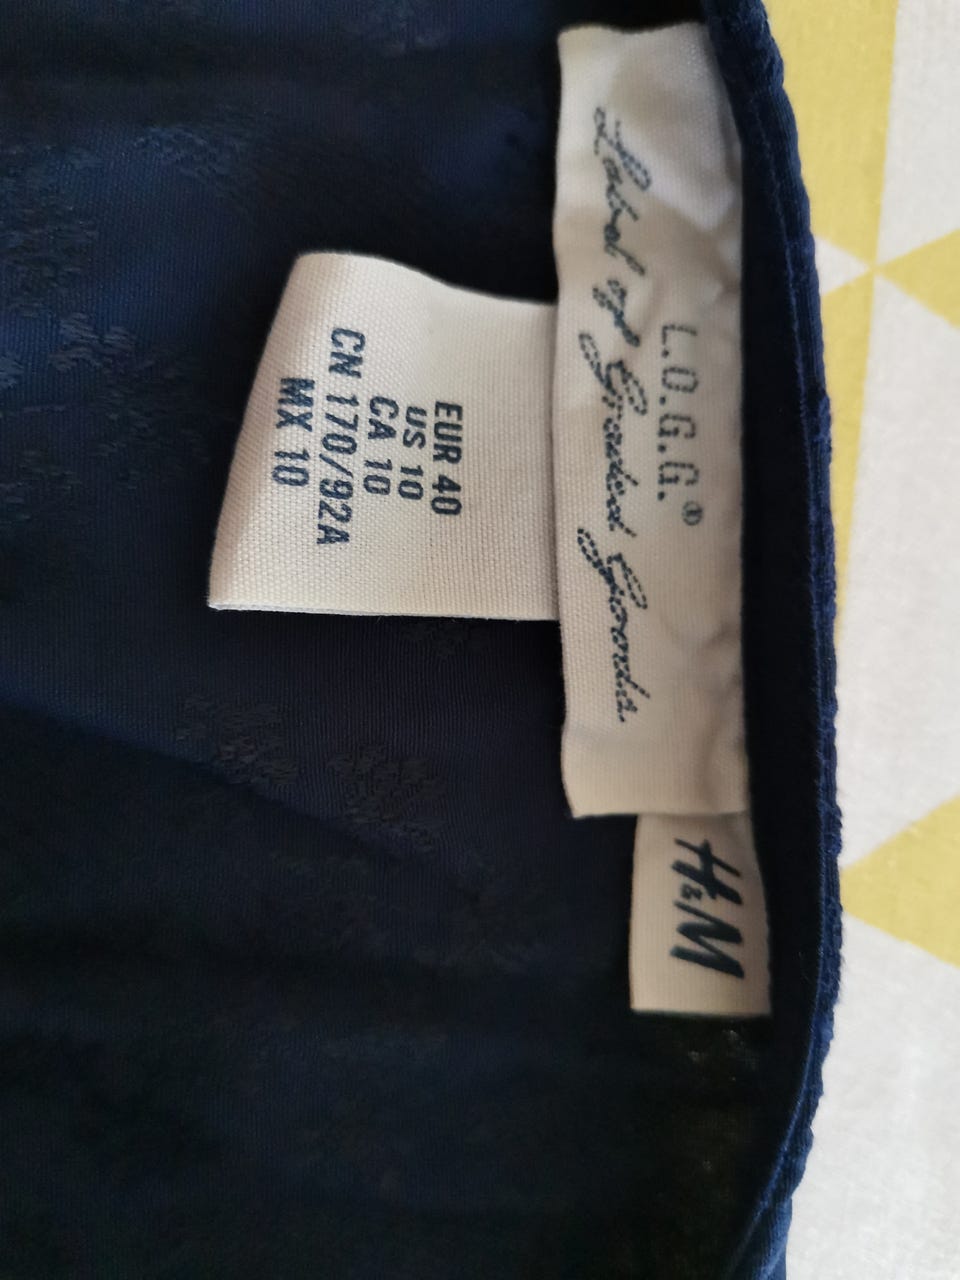 L.O.G.G.®
Label of Graded Goods.
H&M
EUR 40
US 10
CA 10
CN 170/92A
MX 10